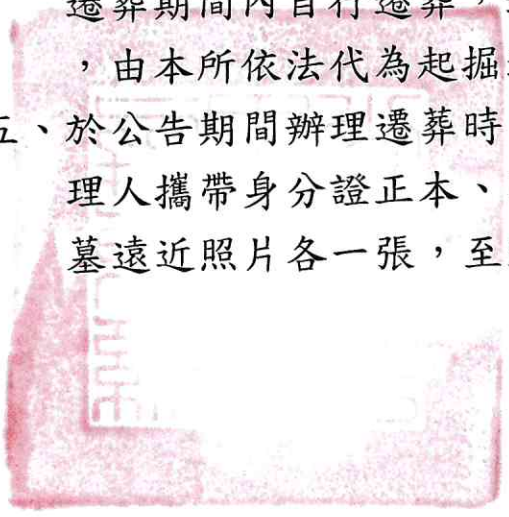 遷葬期間內自行遷葬，
，由本所依法代為起掘
五、於公告期間辦理遷葬時
理人攜帶身分證正本、
墓遠近照片各一張，至